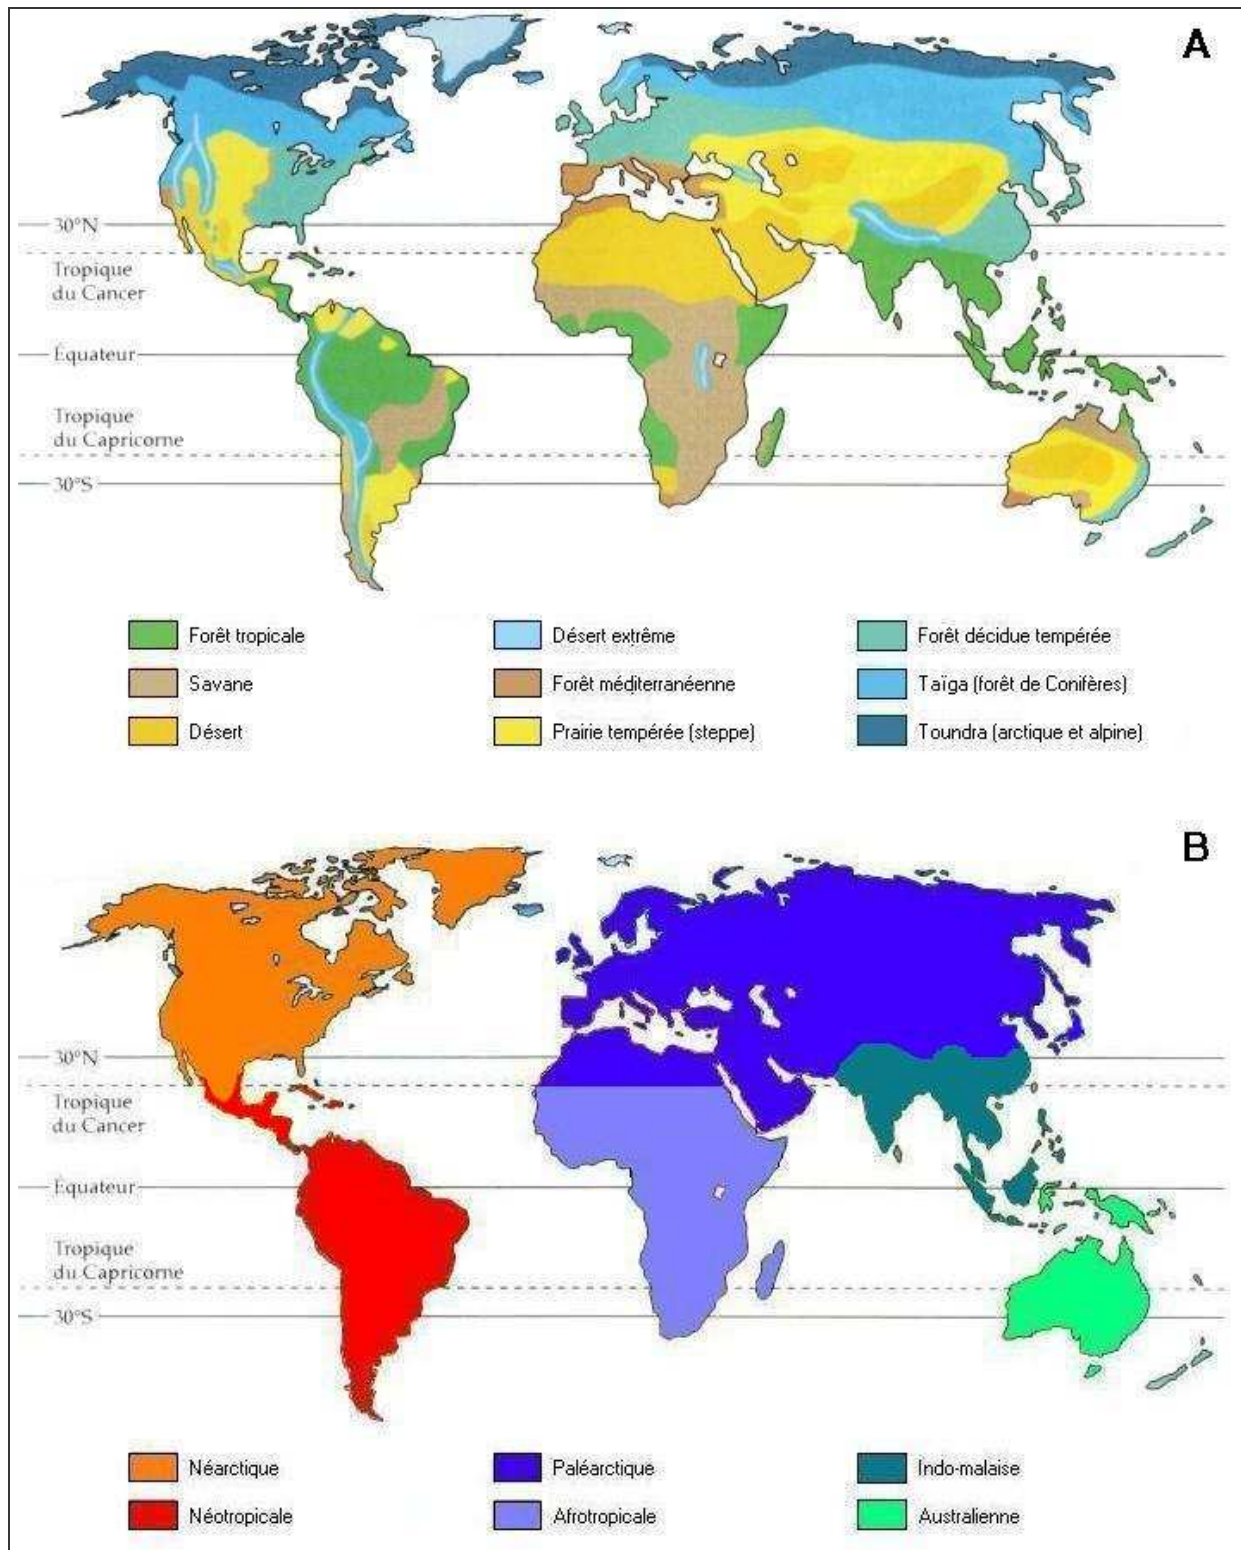 A
30°N
Tropique
du Cancer
Équateur
Tropique
du Capricorne
30°S
Forêt tropicale
Désert extrême
Forêt décidue tempérée
Savane
Forêt méditerranéenne
Taïga (forêt de Conifères)
Désert
Prairie tempérée (steppe)
Toundra (arctique et alpine)
B
30°N
Tropique
du Cancer
Équateur
Tropique
du Capricorne
30°S
Néarctique
Paléarctique
Indo-malaise
Néotropicale
Afrotropicale
Australienne